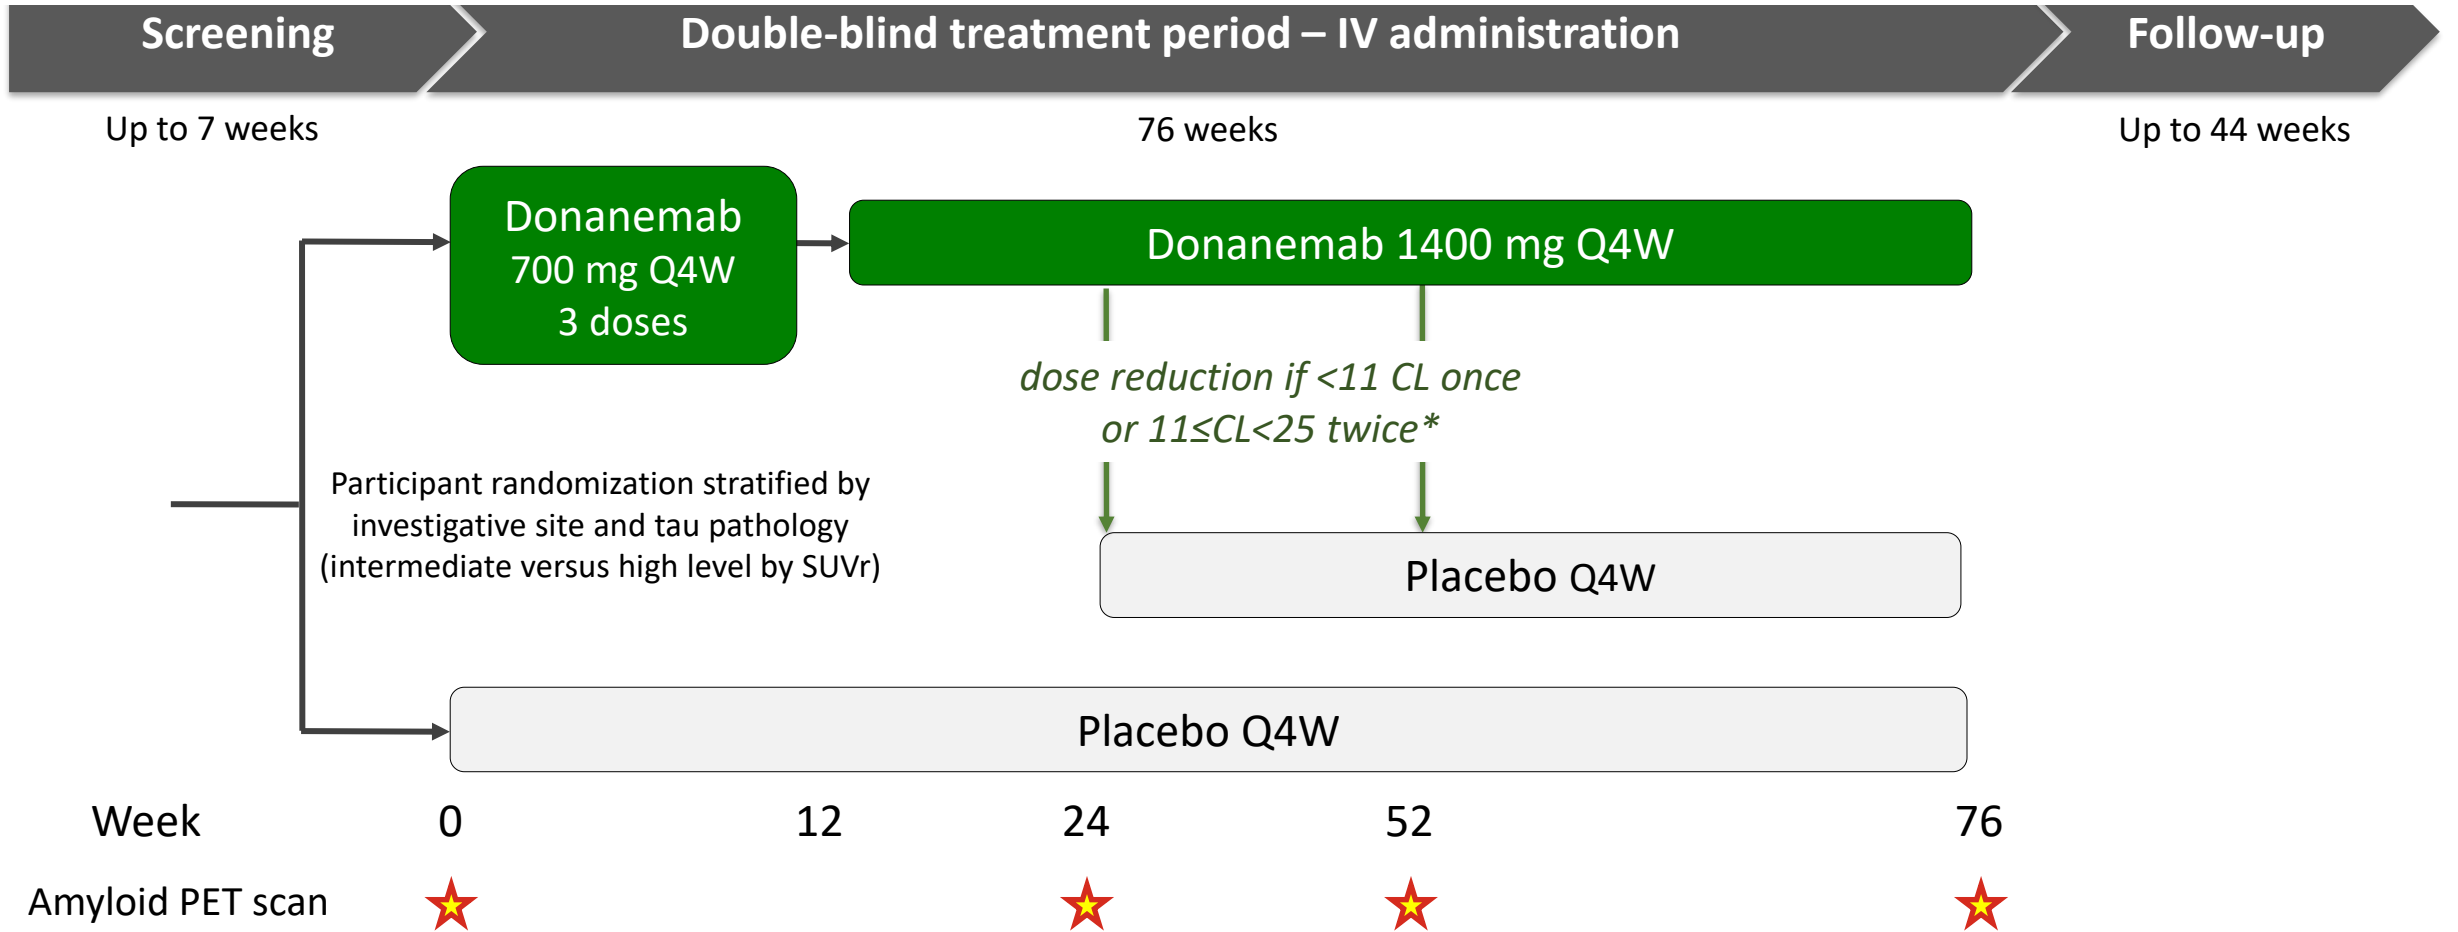 Screening
Double-blind treatment period – IV administration
Follow-up
Up to 7 weeks
76 weeks
Up to 44 weeks
Donanemab
700 mg Q4W
3 doses
Donanemab 1400 mg Q4W
dose reduction if <11 CL once
or 11≤CL<25 twice*
Participant randomization stratified by
investigative site and tau pathology
(intermediate versus high level by SUVr)
Placebo Q4W
Placebo Q4W
Week 0 12 24 52 76
Amyloid PET scan